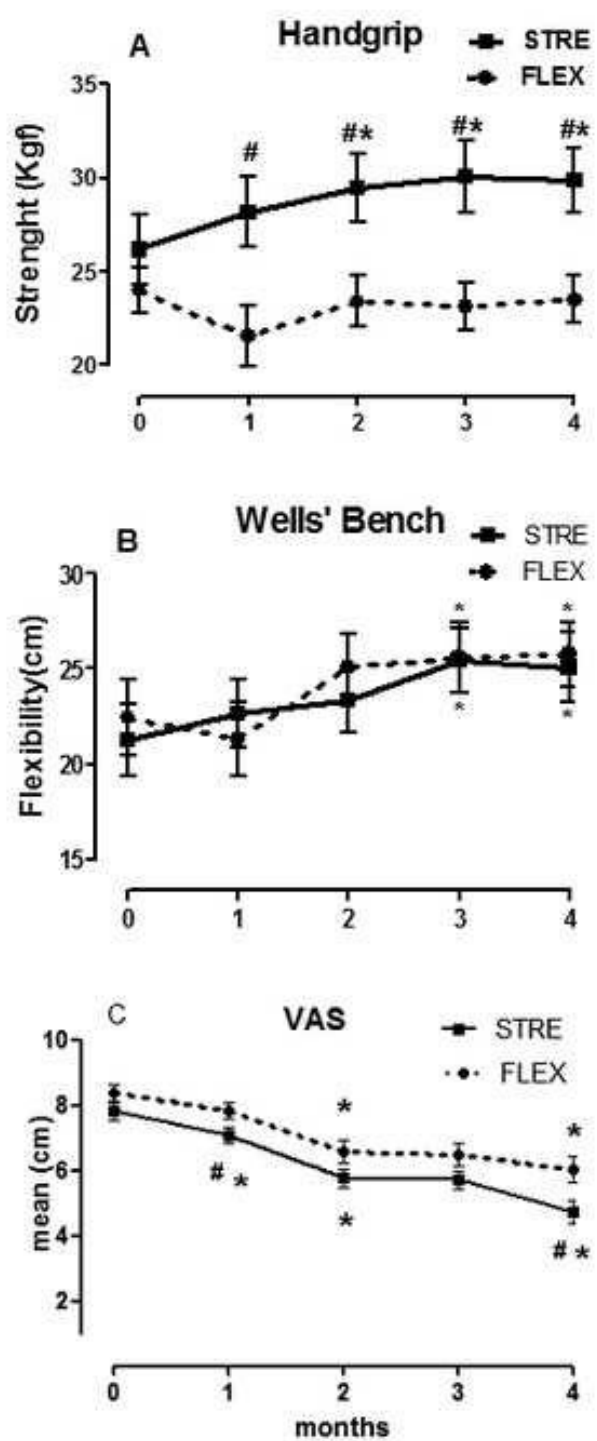 A Handgrip
STRE
FLEX
Strenght (Kgf)
35
30
25
20
# #* #* #*
0 1 2 3 4
B Wells' Bench
STRE
FLEX
Flexibility(cm)
30
25
20
15
* *
* *
0 1 2 3 4
C VAS
STRE
FLEX
mean (cm)
10
8
6
4
2
* *
# * * # *
0 1 2 3 4
months